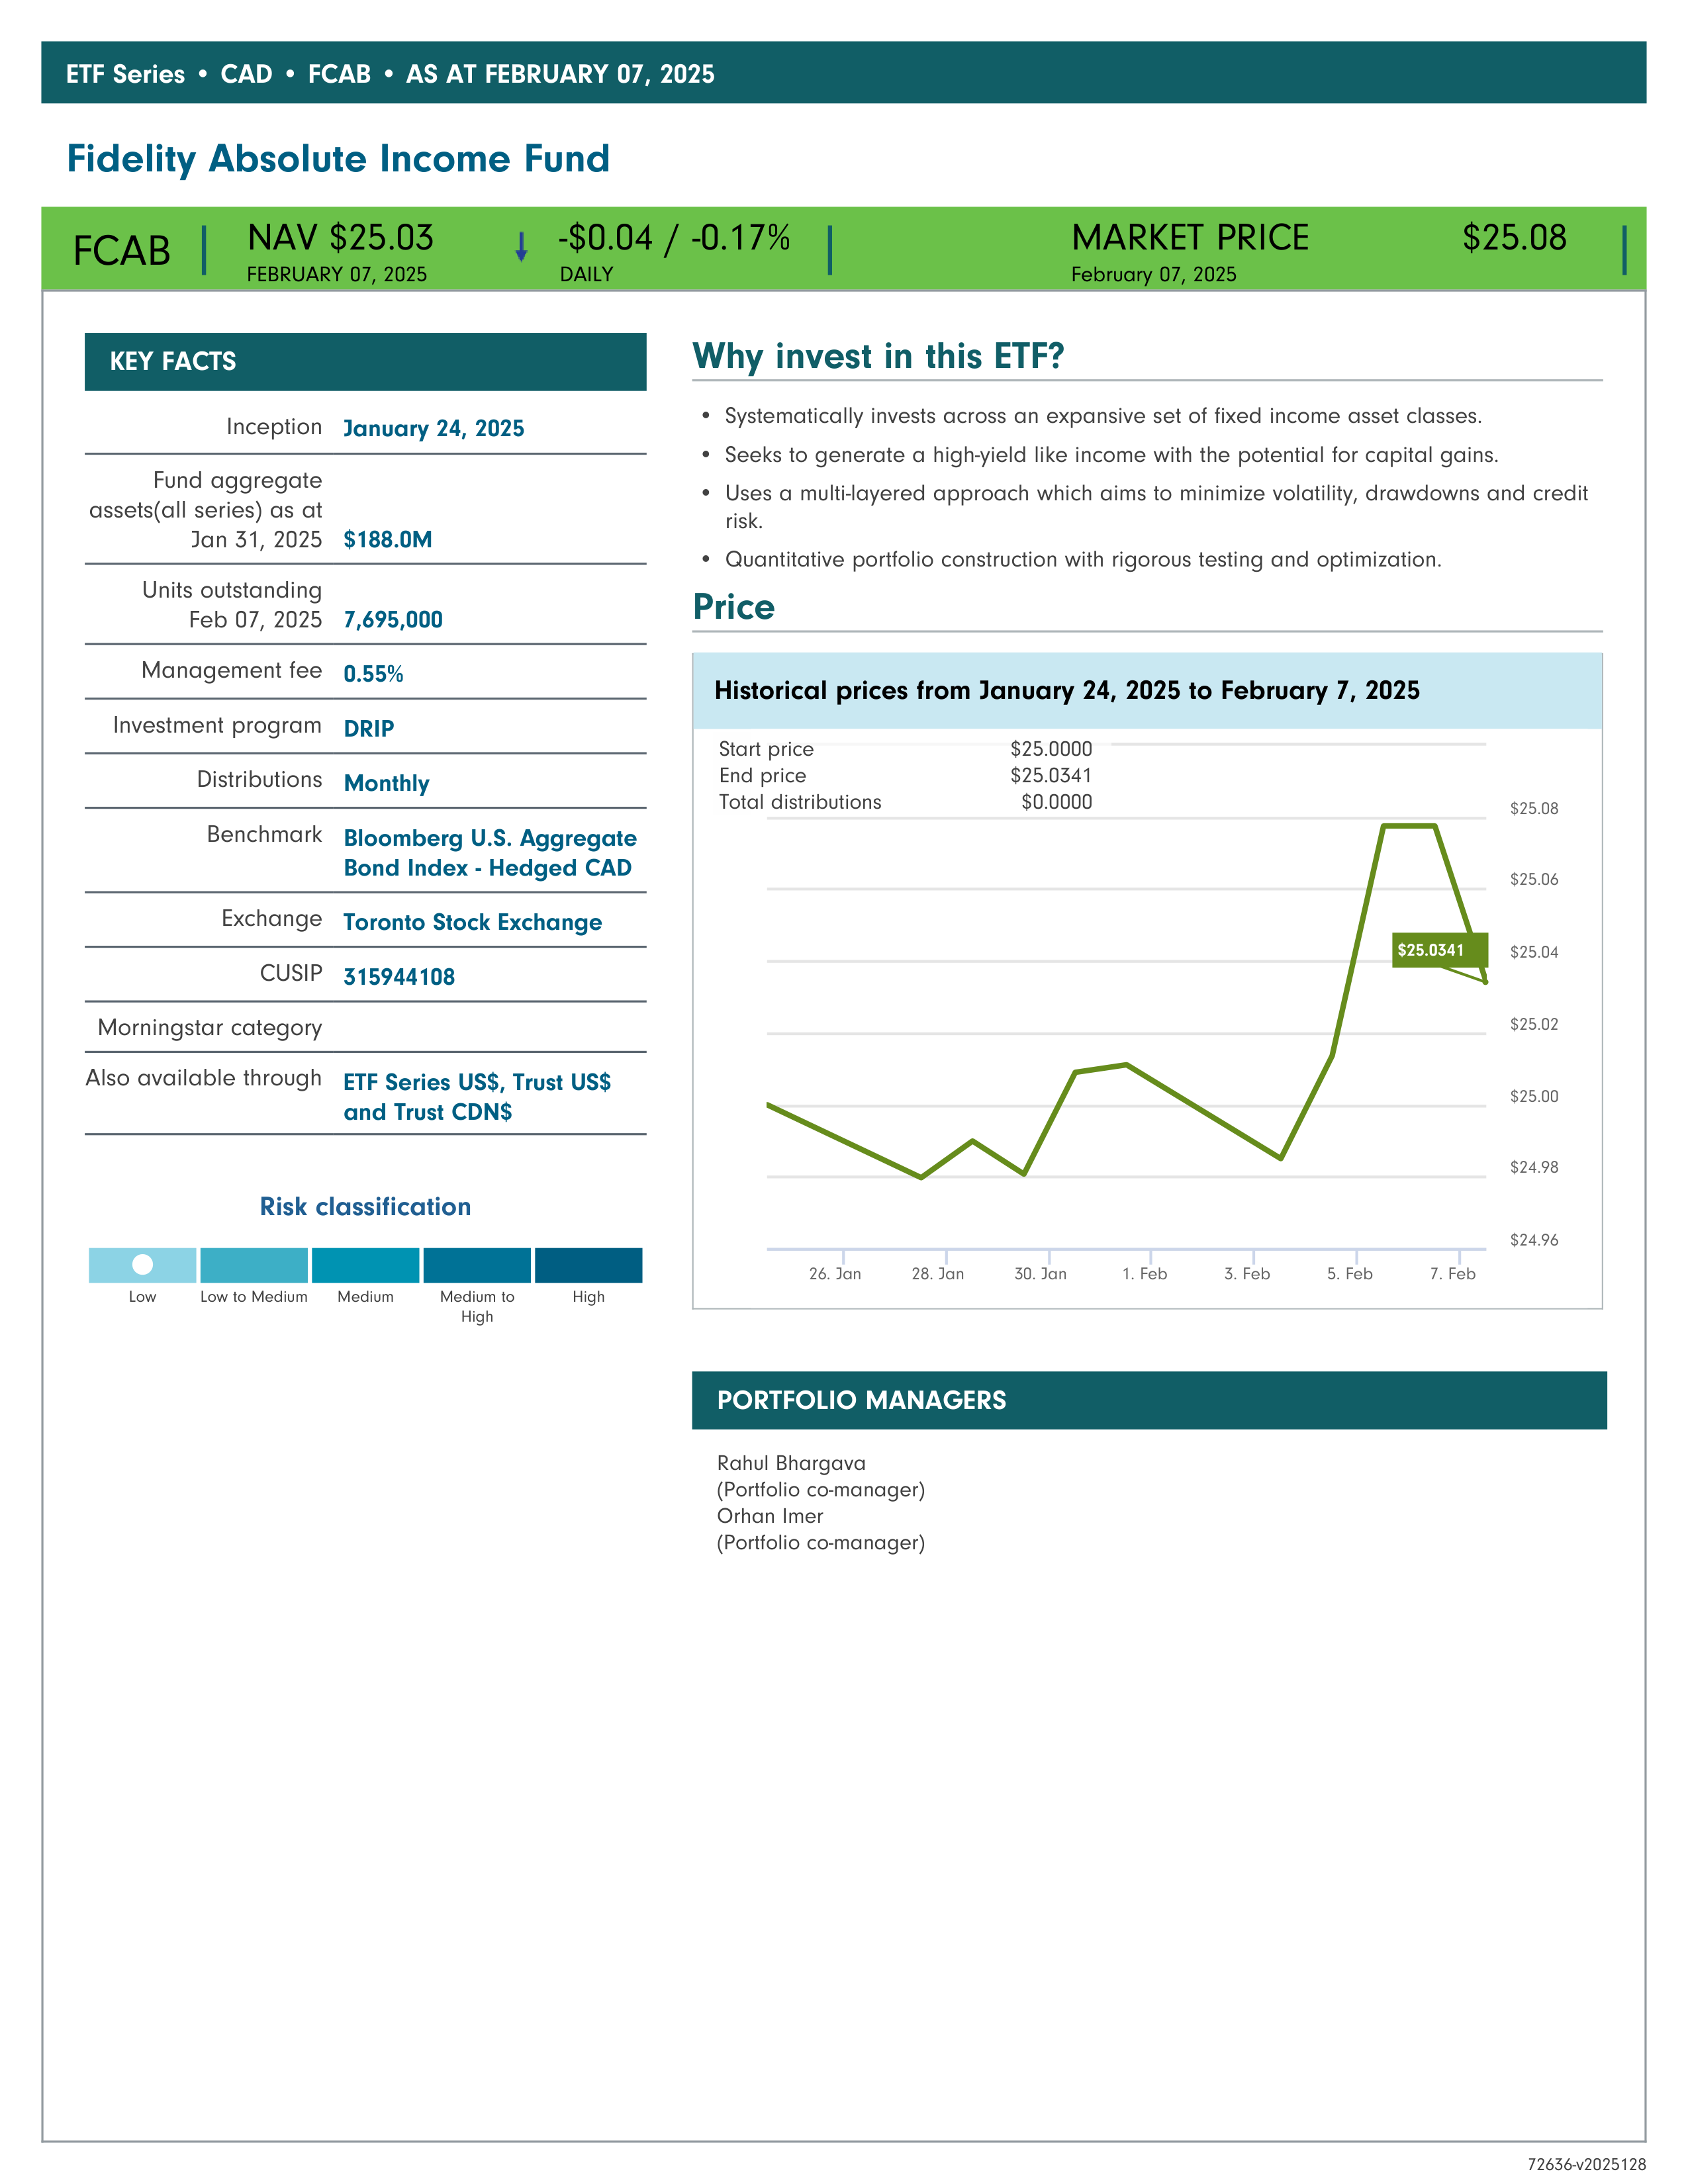 ETF Series • CAD • FCAB • AS AT FEBRUARY 07, 2025
Fidelity Absolute Income Fund
FCAB
NAV $25.03
FEBRUARY 07, 2025
-$0.04 / -0.17%
DAILY
MARKET PRICE $25.08
February 07, 2025
KEY FACTS
Inception January 24, 2025
Fund aggregate
assets(all series) as at
Jan 31, 2025 $188.0M
Units outstanding
Feb 07, 2025 7,695,000
Management fee 0.55%
Investment program DRIP
Distributions Monthly
Benchmark Bloomberg U.S. Aggregate
Bond Index - Hedged CAD
Exchange Toronto Stock Exchange
CUSIP 315944108
Morningstar category
Also available through ETF Series US$, Trust US$
and Trust CDN$
Risk classification
Low
Low to Medium
Medium
Medium to
High
High
Why invest in this ETF?
• Systematically invests across an expansive set of fixed income asset classes.
• Seeks to generate a high-yield like income with the potential for capital gains.
• Uses a multi-layered approach which aims to minimize volatility, drawdowns and credit
risk.
• Quantitative portfolio construction with rigorous testing and optimization.
Price
Historical prices from January 24, 2025 to February 7, 2025
Start price $25.0000
End price $25.0341
Total distributions $0.0000
$25.08
$25.06
$25.0341
$25.04
$25.02
$25.00
$24.98
$24.96
26. Jan 28. Jan 30. Jan 1. Feb 3. Feb 5. Feb 7. Feb
PORTFOLIO MANAGERS
Rahul Bhargava
(Portfolio co-manager)
Orhan Imer
(Portfolio co-manager)
72636-v2025128